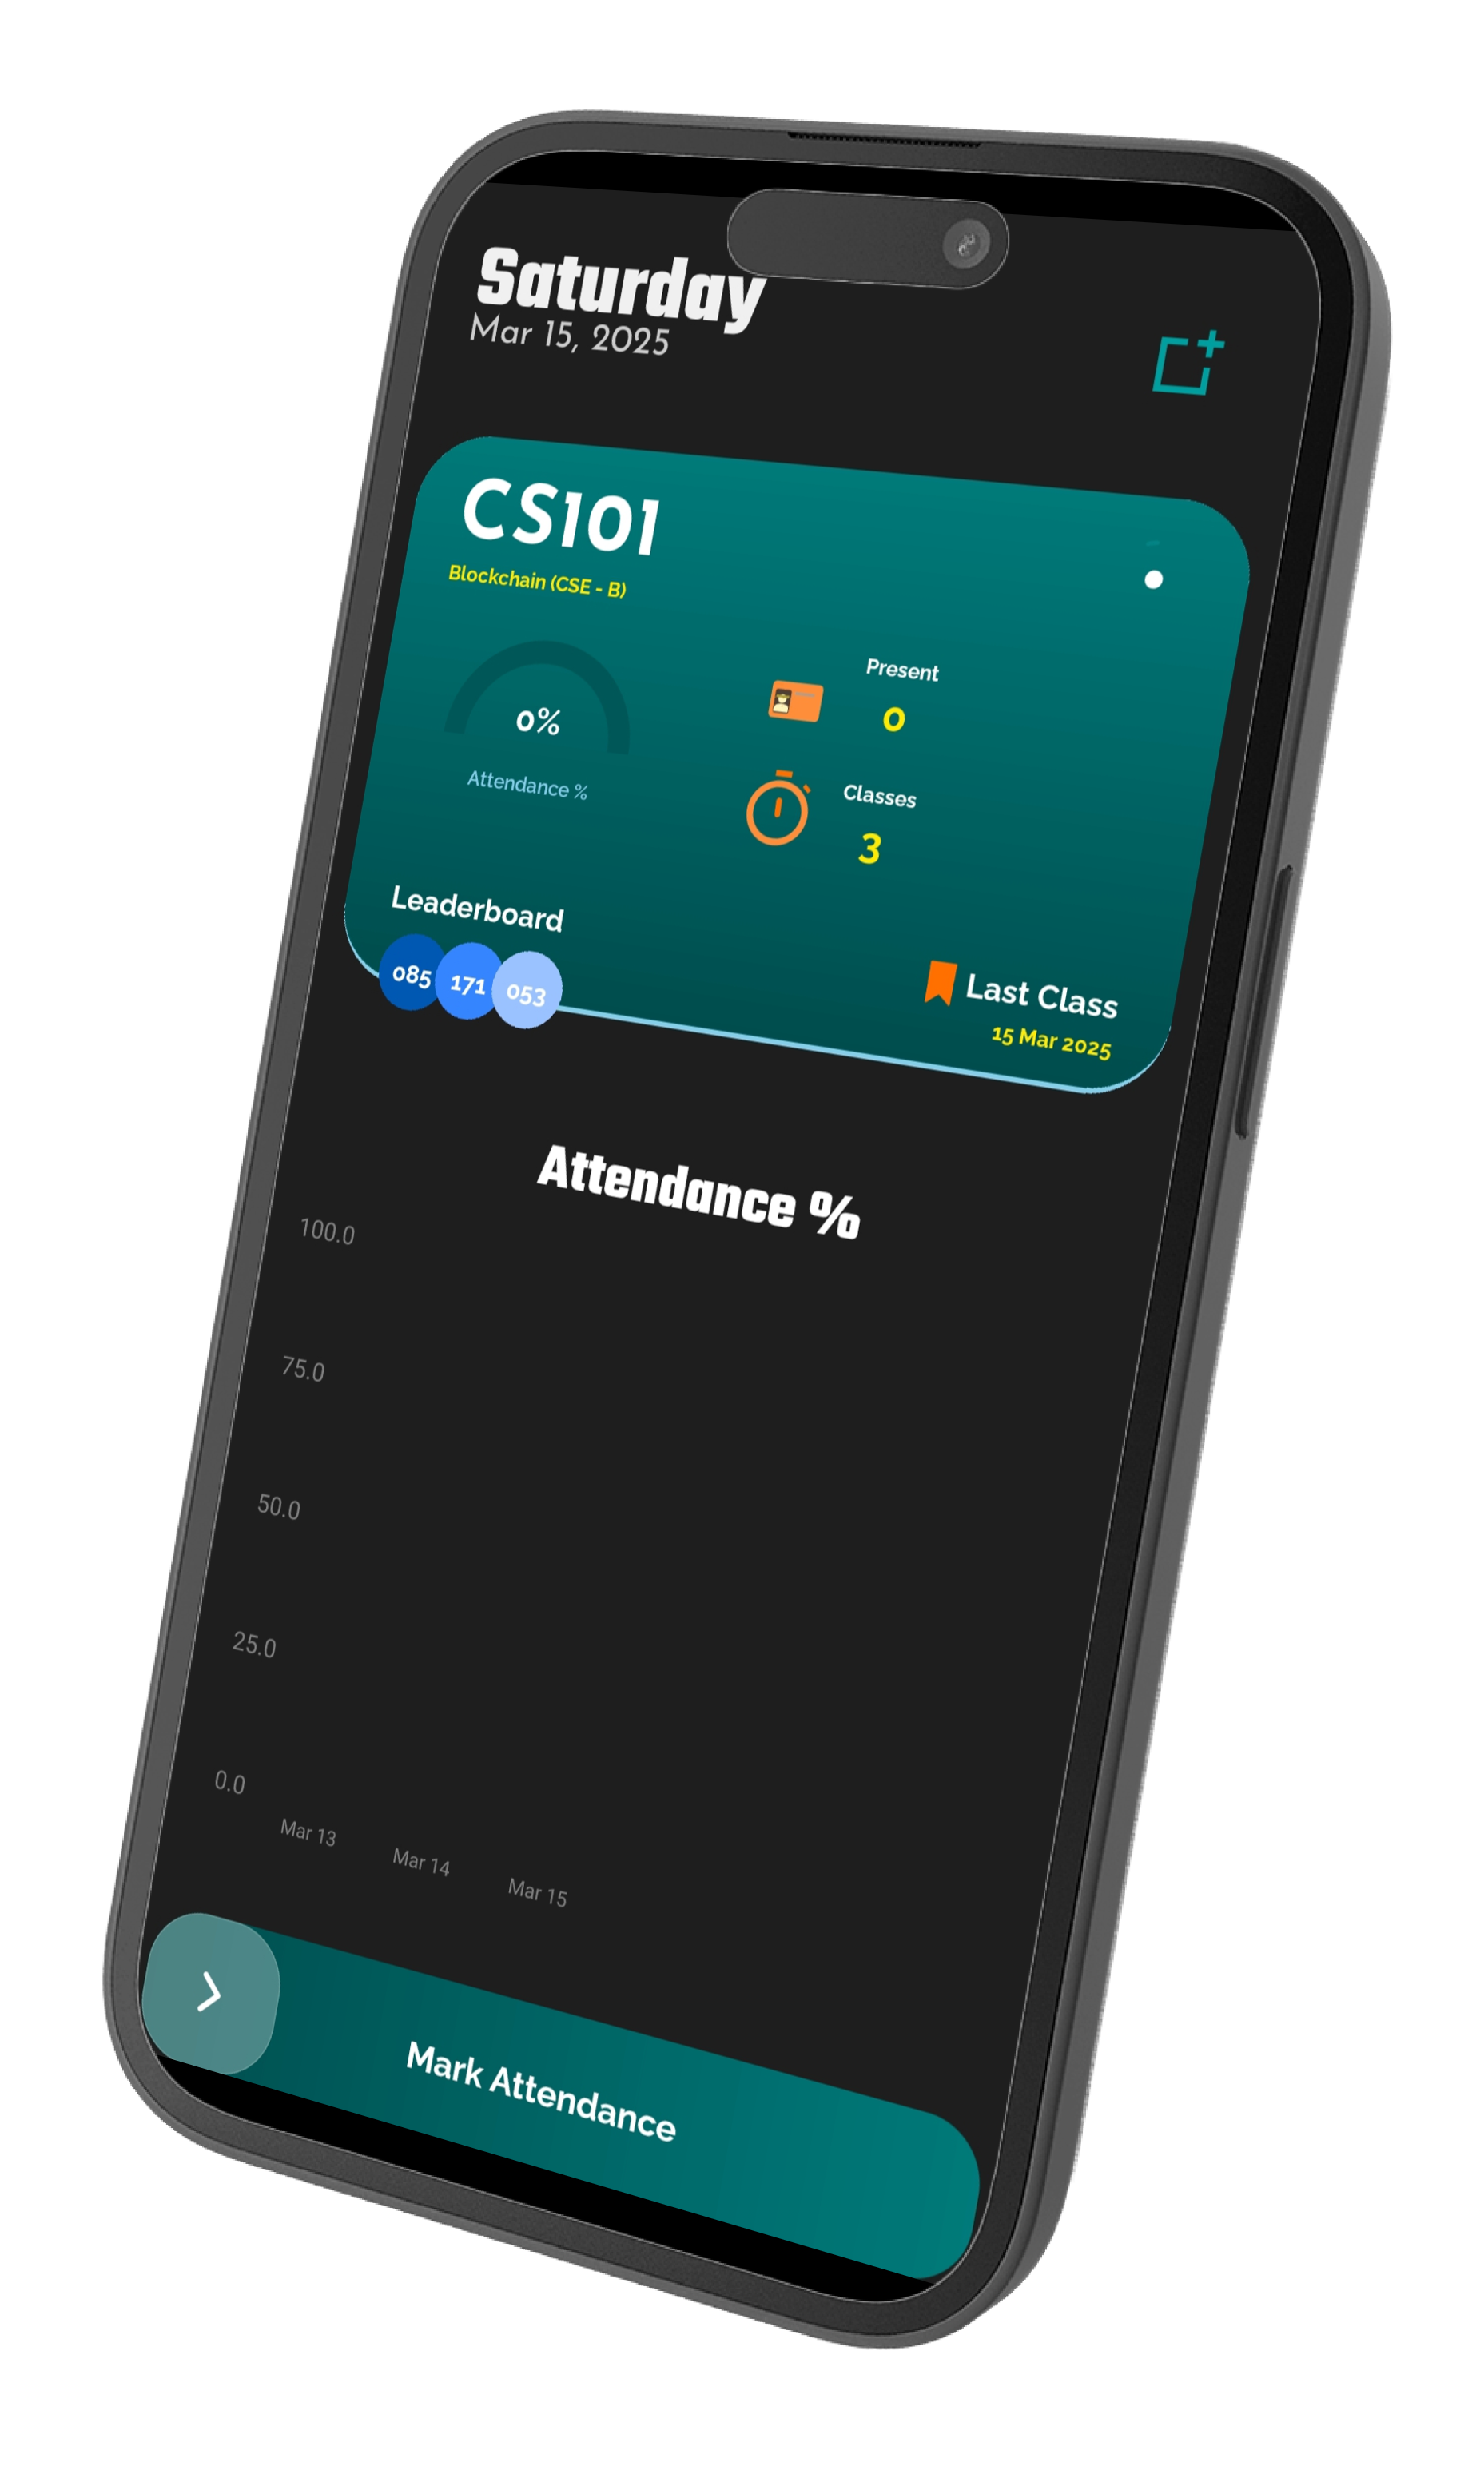 Saturday
Mar 15, 2025
CS101
Blockchain (CSE - B)
Present
0
0%
Attendance %
Classes
3
Leaderboard
085 171 053
Last Class
15 Mar 2025
Attendance %
100.0
75.0
50.0
25.0
0.0
Mar 13 Mar 14 Mar 15
Mark Attendance